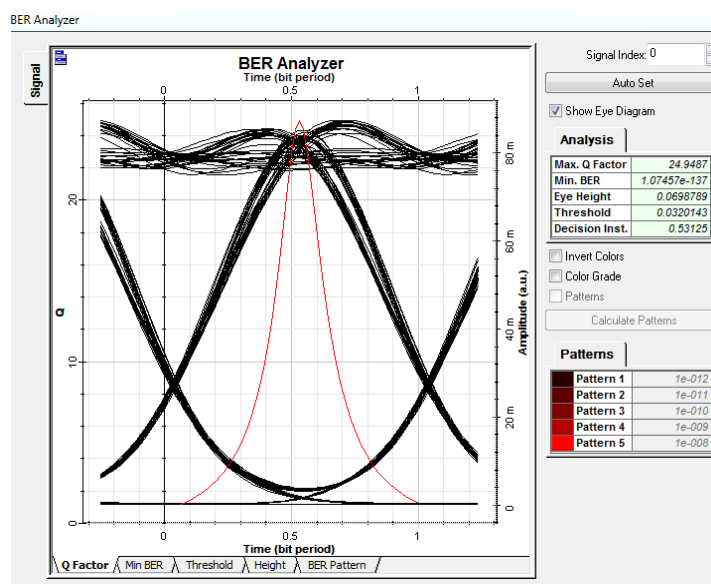 BER Analyzer
Signal
BER Analyzer
Time (bit period)
0 0.5 1
Q
0 10 20
Amplitude (a.u.)
0 20 m 40 m 60 m 80 m
0 0.5 1
Time (bit period)
Q Factor Min BER Threshold Height BER Pattern
Signal Index: 0
Auto Set
Show Eye Diagram
Analysis
Max. Q Factor 24.9487
Min. BER 1.07457e-137
Eye Height 0.0698789
Threshold 0.0320143
Decision Inst. 0.53125
Invert Colors
Color Grade
Patterns
Calculate Patterns
Patterns
Pattern 1 1e-012
Pattern 2 1e-011
Pattern 3 1e-010
Pattern 4 1e-009
Pattern 5 1e-008